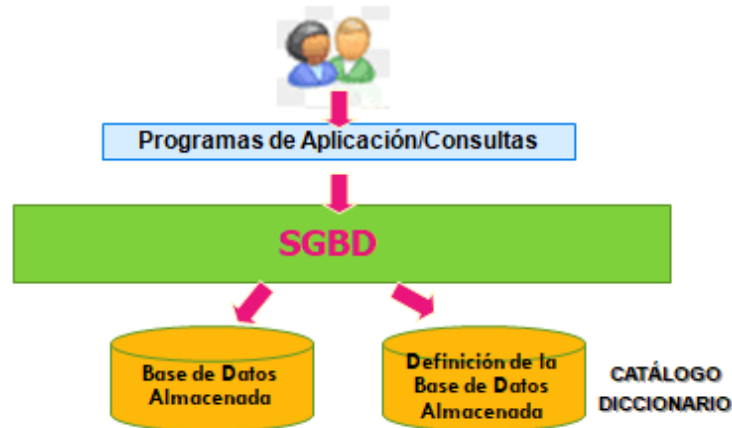 Programas de Aplicación/Consultas
SGBD
Base de Datos
Almacenada
Definición de la
Base de Datos
Almacenada
CATÁLOGO
DICCIONARIO